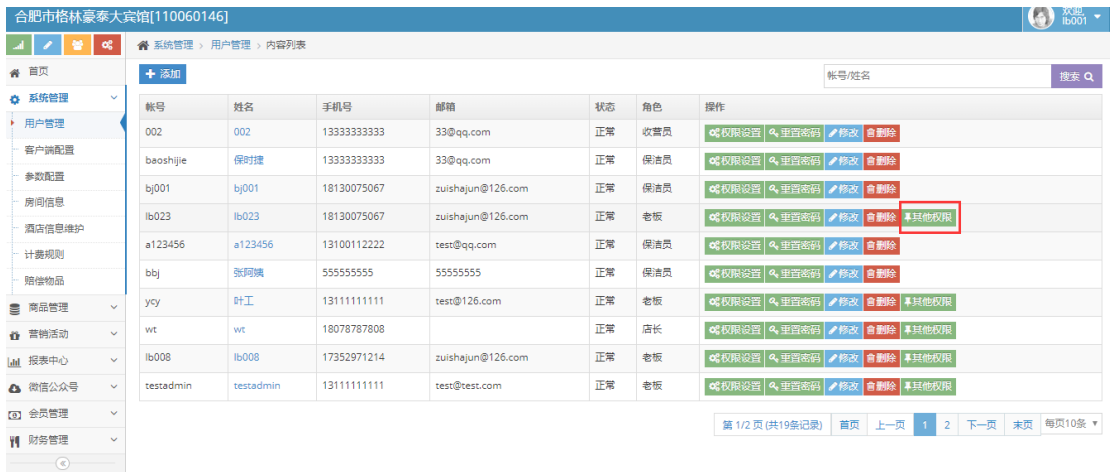 合肥市格林豪泰大宾馆[110060146]
欢迎
lb001
系统管理 > 用户管理 > 内容列表
首页
系统管理
用户管理
客户端配置
参数配置
房间信息
酒店信息维护
计费规则
赔偿物品
商品管理
营销活动
报表中心
微信公众号
会员管理
财务管理
添加
帐号/姓名 搜索
帐号 姓名 手机号 邮箱 状态 角色 操作
002 002 13333333333 33@qq.com 正常 收营员 权限设置 重置密码 修改 删除
baoshijie 保时捷 13333333333 33@qq.com 正常 保洁员 权限设置 重置密码 修改 删除
bj001 bj001 18130075067 zuishajun@126.com 正常 保洁员 权限设置 重置密码 修改 删除
lb023 lb023 18130075067 zuishajun@126.com 正常 老板 权限设置 重置密码 修改 删除 其他权限
a123456 a123456 13100112222 test@qq.com 正常 保洁员 权限设置 重置密码 修改 删除
bbj 张阿姨 555555555 55555555 正常 保洁员 权限设置 重置密码 修改 删除
ycy 叶工 13111111111 test@126.com 正常 老板 权限设置 重置密码 修改 删除 其他权限
wt wt 18078787808 正常 店长 权限设置 重置密码 修改 删除
lb008 lb008 17352971214 zuishajun@126.com 正常 老板 权限设置 重置密码 修改 删除 其他权限
testadmin testadmin 13111111111 test@test.com 正常 老板 权限设置 重置密码 修改 删除 其他权限
第 1/2 页 (共19条记录) 首页 上一页 1 2 下一页 末页 每页10条